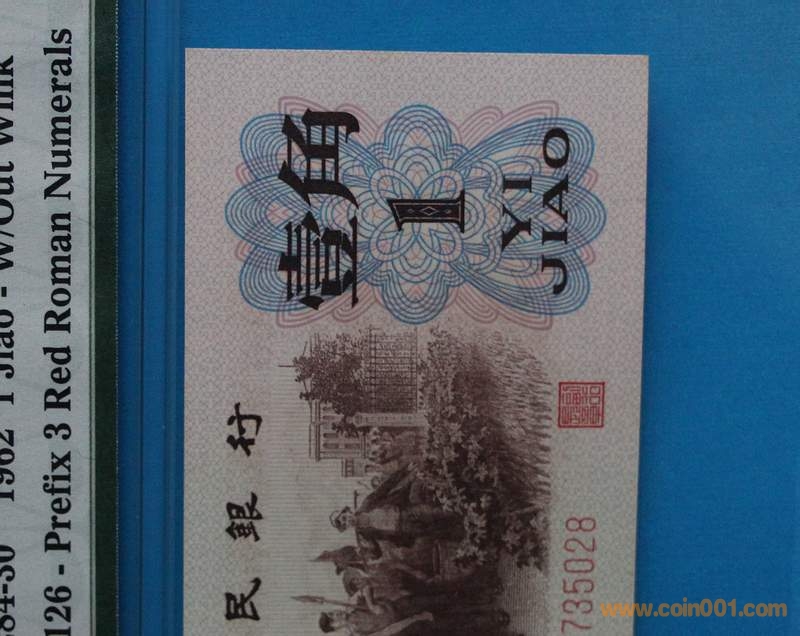 1962 1 Jiao - W/Out Wmk
126 - Prefix 3 Red Roman Numerals
民銀行
壹角
1
YI
JIAO
735028
www.coin001.com